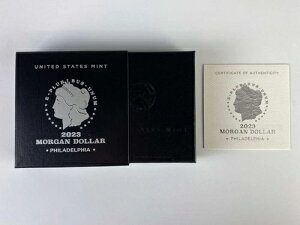 UNITED STATES MINT
E·PLURIBUS·UNUM
2023
MORGAN DOLLAR
★ PHILADELPHIA ★
CERTIFICATE OF AUTHENTICITY
E·PLURIBUS·UNUM
2023
MORGAN DOLLAR
★ PHILADELPHIA ★